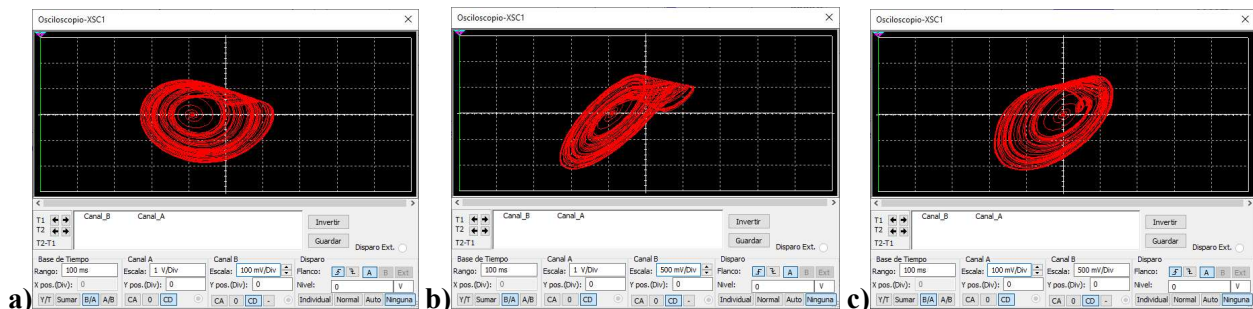 Osciloscopio-XSC1
T1
T2
T2-T1
Canal_B Canal_A
Invertir
Guardar
Disparo Ext.
Base de Tiempo Canal A Canal B Disparo
Rango: 100 ms Escala: 1 V/Div Escala: 100 mV/Div Flanco: A B Ext
X pos.(Div): 0 Y pos.(Div): 0 Y pos.(Div): 0 Nivel: 0 V
Y/T Sumar B/A A/B CA 0 CD CA 0 CD - Individual Normal Auto Ninguna
a)
Osciloscopio-XSC1
T1
T2
T2-T1
Canal_B Canal_A
Invertir
Guardar
Disparo Ext.
Base de Tiempo Canal A Canal B Disparo
Rango: 100 ms Escala: 1 V/Div Escala: 500 mV/Div Flanco: A B Ext
X pos.(Div): 0 Y pos.(Div): 0 Y pos.(Div): 0 Nivel: 0 V
Y/T Sumar B/A A/B CA 0 CD CA 0 CD - Individual Normal Auto Ninguna
b)
Osciloscopio-XSC1
T1
T2
T2-T1
Canal_B Canal_A
Invertir
Guardar
Disparo Ext.
Base de Tiempo Canal A Canal B Disparo
Rango: 100 ms Escala: 100 mV/Div Escala: 500 mV/Div Flanco: A B Ext
X pos.(Div): 0 Y pos.(Div): 0 Y pos.(Div): 0 Nivel: 0 V
Y/T Sumar B/A A/B CA 0 CD CA 0 CD - Individual Normal Auto Ninguna
c)